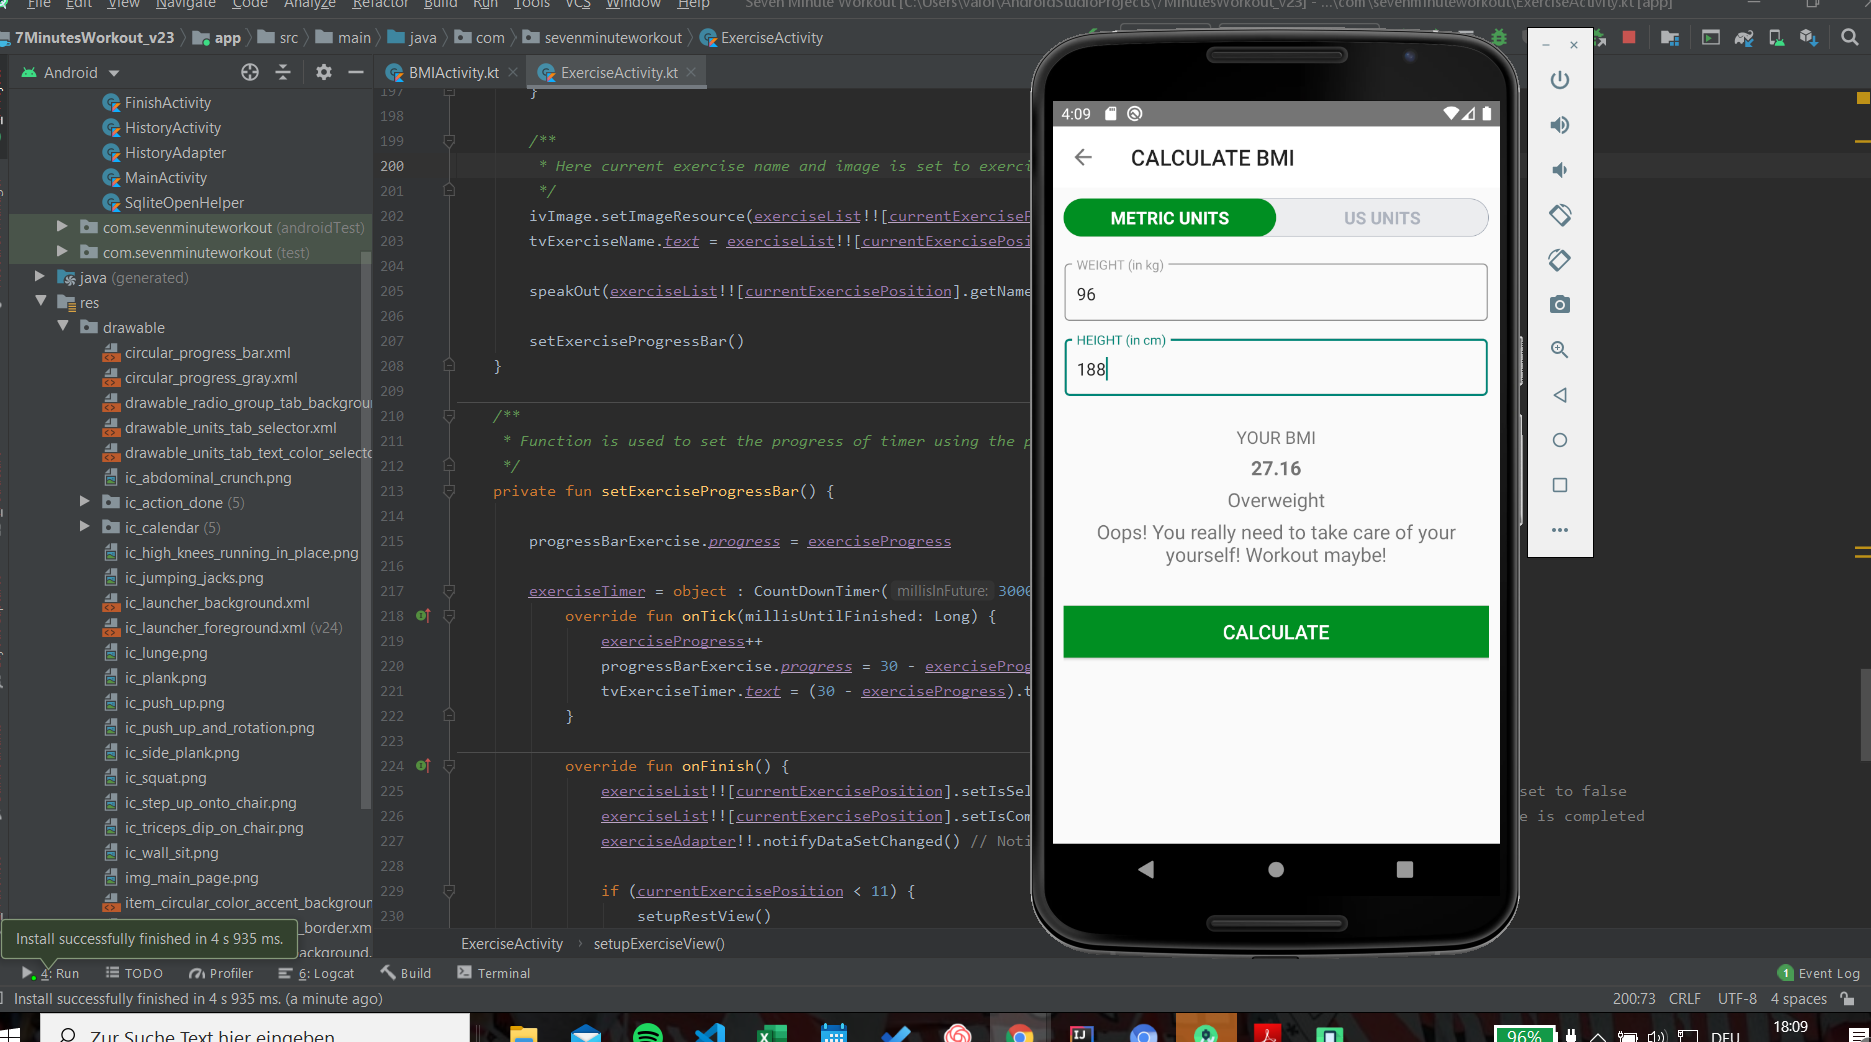 File Edit View Navigate Code Analyze Refactor Build Run Tools VCS Window Help Seven Minute Workout [C:\Users\valol\AndroidStudioProjects\7MinutesWorkout_v23] - ...\com\sevenminuteworkout\ExerciseActivity.kt [app]
7MinutesWorkout_v23 app src main java com sevenminuteworkout ExerciseActivity
Android
BMIActivity.kt ExerciseActivity.kt
FinishActivity
HistoryActivity
HistoryAdapter
MainActivity
SqliteOpenHelper
com.sevenminuteworkout (androidTest)
com.sevenminuteworkout (test)
java (generated)
res
drawable
circular_progress_bar.xml
circular_progress_gray.xml
drawable_radio_group_tab_backgrou
drawable_units_tab_selector.xml
drawable_units_tab_text_color_selecto
ic_abdominal_crunch.png
ic_action_done (5)
ic_calendar (5)
ic_high_knees_running_in_place.png
ic_jumping_jacks.png
ic_launcher_background.xml
ic_launcher_foreground.xml (v24)
ic_lunge.png
ic_plank.png
ic_push_up.png
ic_push_up_and_rotation.png
ic_side_plank.png
ic_squat.png
ic_step_up_onto_chair.png
ic_triceps_dip_on_chair.png
ic_wall_sit.png
img_main_page.png
item_circular_color_accent_backgroun
_border.xm
ackground.
Install successfully finished in 4 s 935 ms.
197 }
198
199 /**
200 * Here current exercise name and image is set to exerci
201 */
202 ivImage.setImageResource(exerciseList!![currentExerciseP
203 tvExerciseName.text = exerciseList!![currentExercisePosi
204
205 speakOut(exerciseList!![currentExercisePosition].getName
206
207 setExerciseProgressBar()
208 }
209
210 /**
211 * Function is used to set the progress of timer using the p
212 */
213 private fun setExerciseProgressBar() {
214
215 progressBarExercise.progress = exerciseProgress
216
217 exerciseTimer = object : CountDownTimer( millisInFuture: 3000
218 override fun onTick(millisUntilFinished: Long) {
219 exerciseProgress++
220 progressBarExercise.progress = 30 - exerciseProg
221 tvExerciseTimer.text = (30 - exerciseProgress).t
222 }
223
224 override fun onFinish() {
225 exerciseList!![currentExercisePosition].setIsSel set to false
226 exerciseList!![currentExercisePosition].setIsCom e is completed
227 exerciseAdapter!!.notifyDataSetChanged() // Noti
228
229 if (currentExercisePosition < 11) {
230 setupRestView()
ExerciseActivity setupExerciseView()
4:09
CALCULATE BMI
METRIC UNITS US UNITS
WEIGHT (in kg)
96
HEIGHT (in cm)
188
YOUR BMI
27.16
Overweight
Oops! You really need to take care of your
yourself! Workout maybe!
CALCULATE
4: Run TODO Profiler 6: Logcat Build Terminal 1 Event Log
Install successfully finished in 4 s 935 ms. (a minute ago) 200:73 CRLF UTF-8 4 spaces
Zur Suche Text hier eingeben 96% DEU 18:09